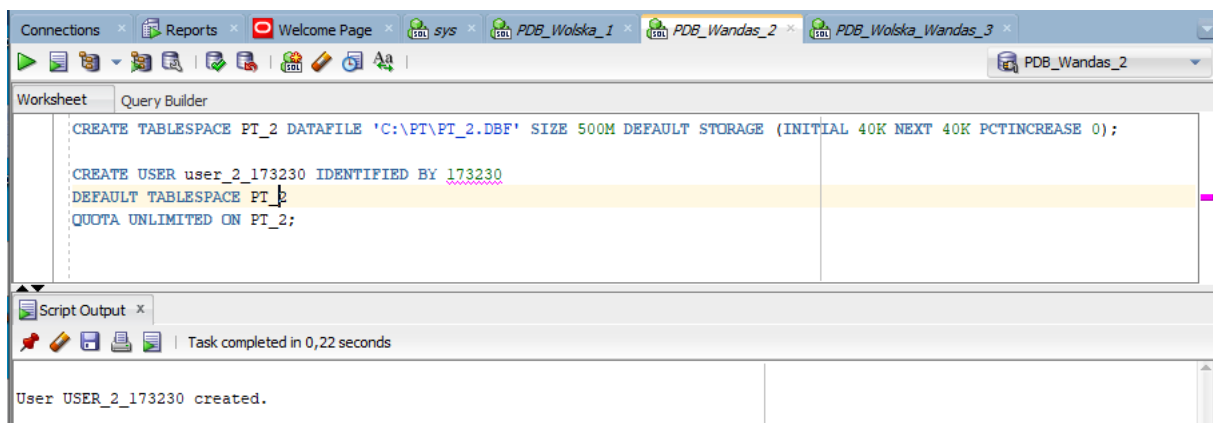 Connections Reports Welcome Page sys PDB_Wolska_1 PDB_Wandas_2 PDB_Wolska_Wandas_3
PDB_Wandas_2
Worksheet Query Builder
CREATE TABLESPACE PT_2 DATAFILE 'C:\PT\PT_2.DBF' SIZE 500M DEFAULT STORAGE (INITIAL 40K NEXT 40K PCTINCREASE 0);
CREATE USER user_2_173230 IDENTIFIED BY 173230
DEFAULT TABLESPACE PT_2
QUOTA UNLIMITED ON PT_2;
Script Output x
Task completed in 0,22 seconds
User USER_2_173230 created.